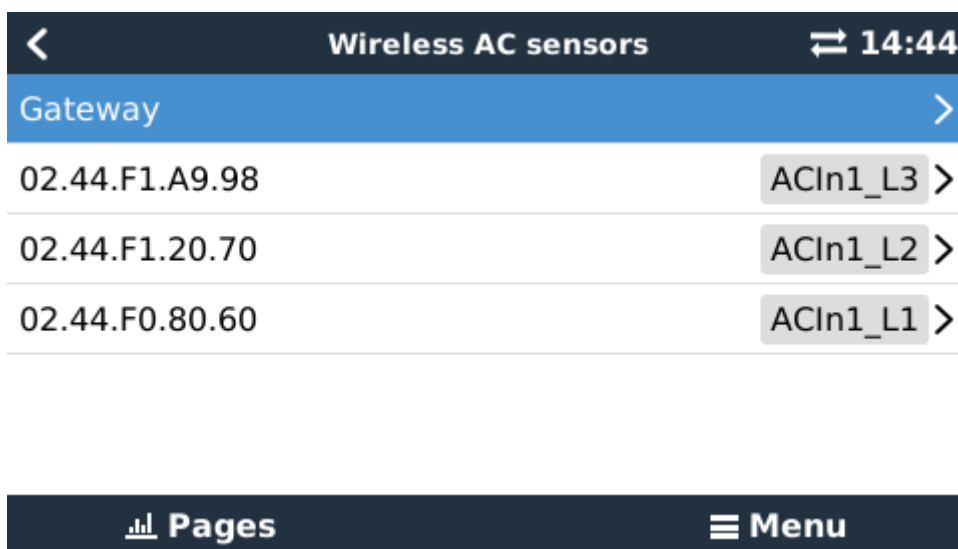 Wireless AC sensors 14:44
Gateway
02.44.F1.A9.98 ACIn1_L3
02.44.F1.20.70 ACIn1_L2
02.44.F0.80.60 ACIn1_L1
Pages Menu